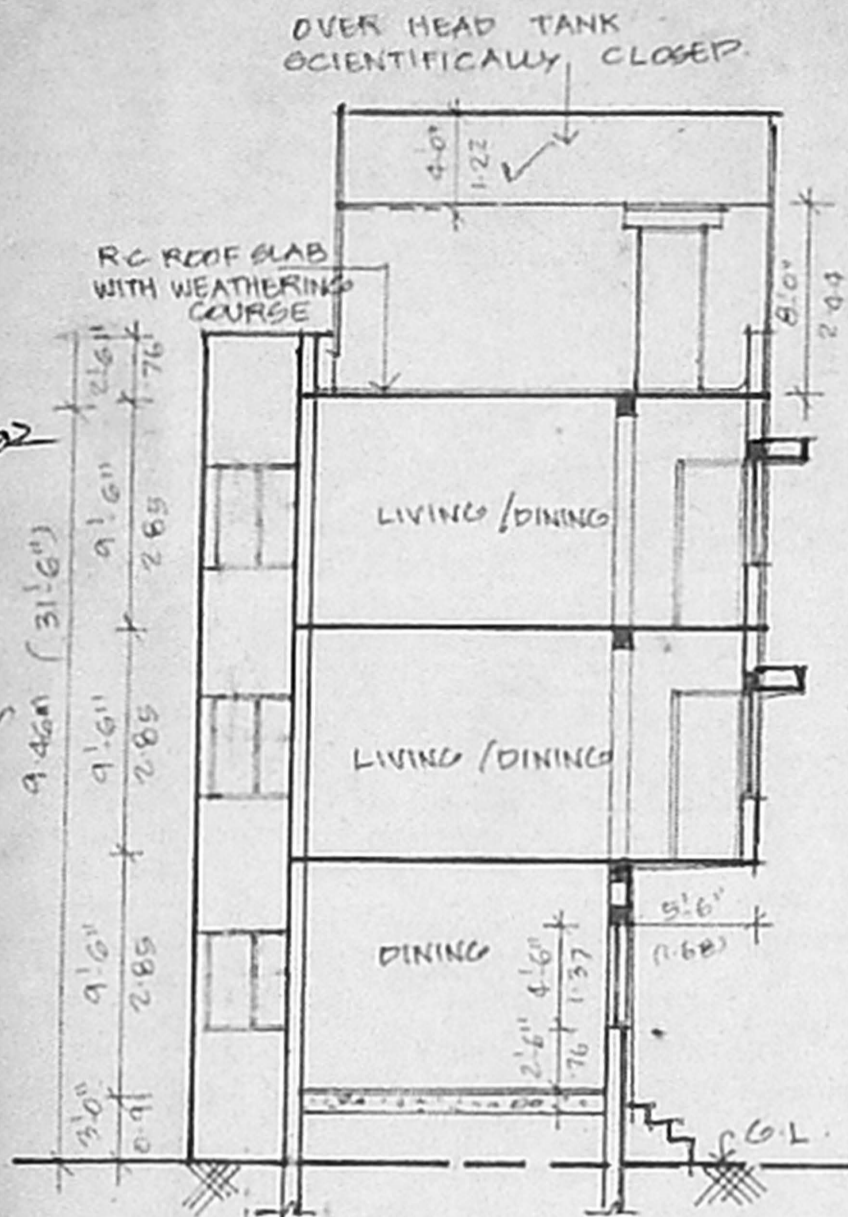 OVER HEAD TANK
SCIENTIFICALLY CLOSED.
4'-0"
1.22
R.C ROOF SLAB
WITH WEATHERING
COURSE
8'-0"
2.44
2'-6"
.76
9'-6"
2.85
LIVING / DINING
9.46m (31'-6")
9'-6"
2.85
LIVING / DINING
5'-6"
(1.68)
9'-6"
2.85
DINING
4'-6"
1.37
2'-6"
.76
3'-0"
0.91
G.L.